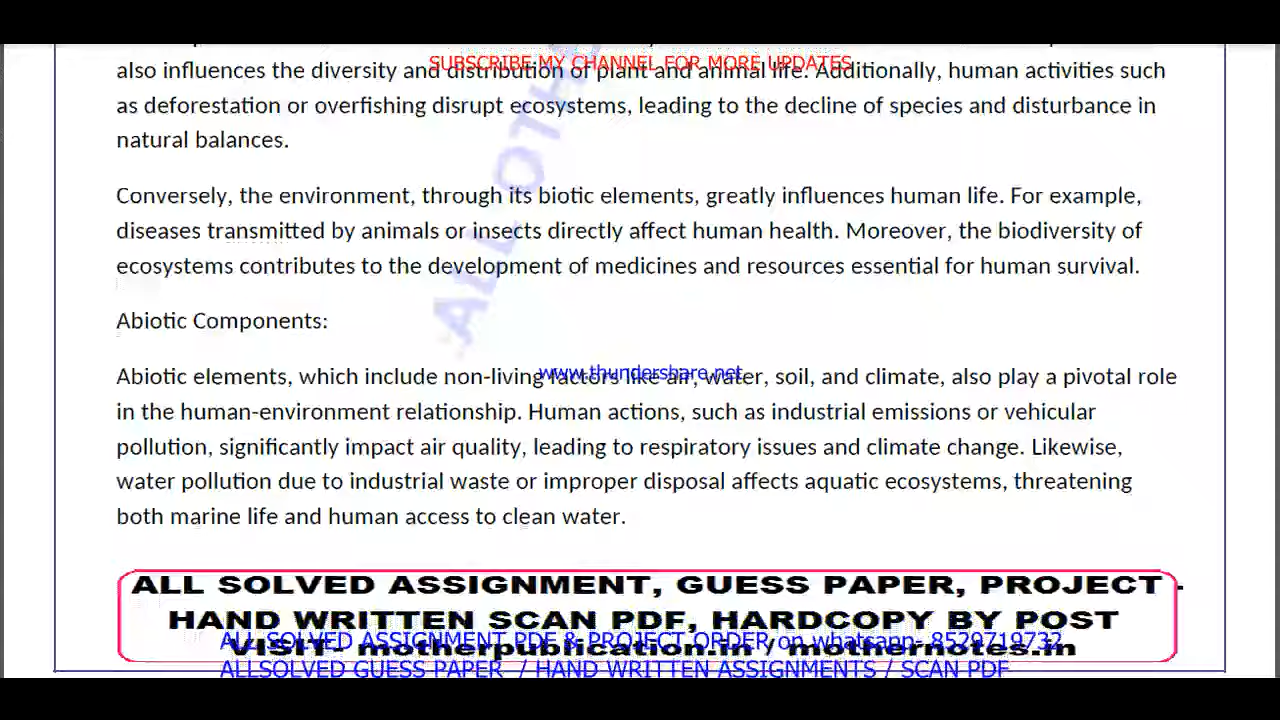 SUBSCRIBE MY CHANNEL FOR MORE UPDATES
also influences the diversity and distribution of plant and animal life. Additionally, human activities such
as deforestation or overfishing disrupt ecosystems, leading to the decline of species and disturbance in
natural balances.
Conversely, the environment, through its biotic elements, greatly influences human life. For example,
diseases transmitted by animals or insects directly affect human health. Moreover, the biodiversity of
ecosystems contributes to the development of medicines and resources essential for human survival.
ALL OTHE
Abiotic Components:
www.thundershare.net
Abiotic elements, which include non-living factors like air, water, soil, and climate, also play a pivotal role
in the human-environment relationship. Human actions, such as industrial emissions or vehicular
pollution, significantly impact air quality, leading to respiratory issues and climate change. Likewise,
water pollution due to industrial waste or improper disposal affects aquatic ecosystems, threatening
both marine life and human access to clean water.
ALL SOLVED ASSIGNMENT, GUESS PAPER, PROJECT -
HAND WRITTEN SCAN PDF, HARDCOPY BY POST
ALL SOLVED ASSIGNMENT PDF & PROJECT ORDER on whatsapp- 8529719732
VISIT- motherpublication.in / mothernotes.in
ALLSOLVED GUESS PAPER / HAND WRITTEN ASSIGNMENTS / SCAN PDF